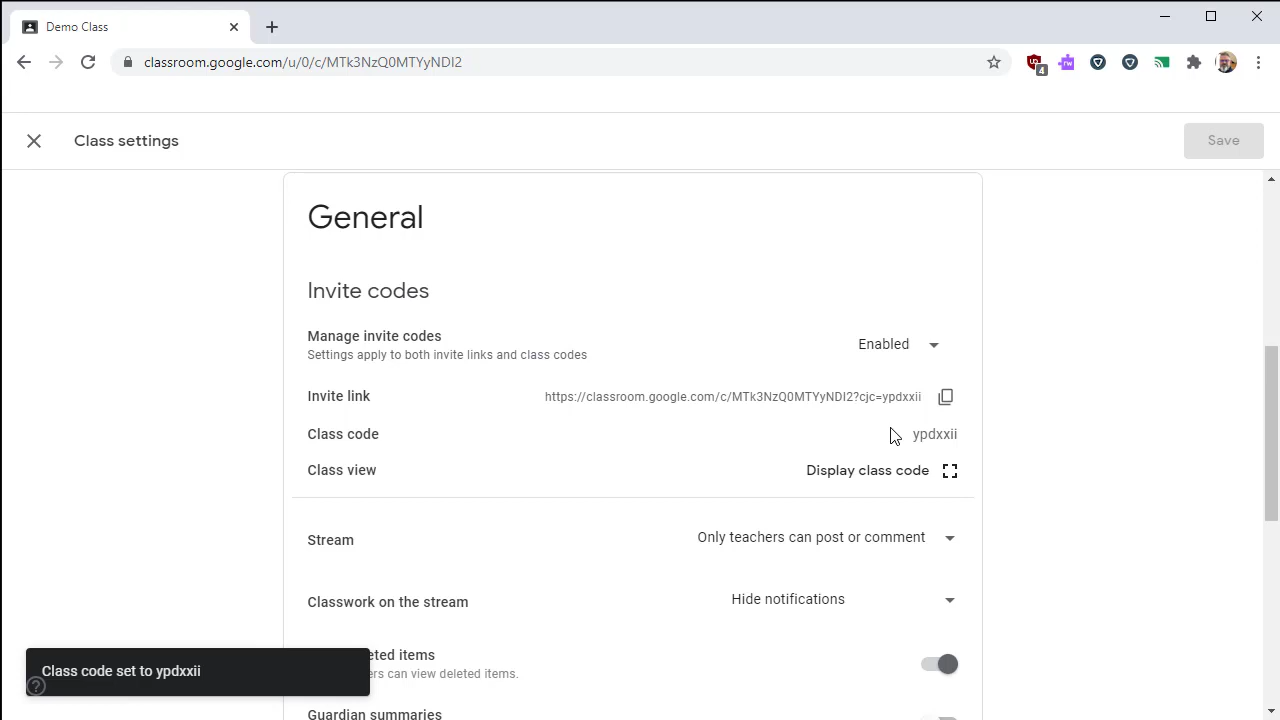 Demo Class
classroom.google.com/u/0/c/MTk3NzQ0MTYyNDI2
4
rw
Class settings
Save
General
Invite codes
Manage invite codes
Enabled
Settings apply to both invite links and class codes
Invite link
https://classroom.google.com/c/MTk3NzQ0MTYyNDI2?cjc=ypdxxii
Class code
ypdxxii
Class view
Display class code
Stream
Only teachers can post or comment
Classwork on the stream
Hide notifications
eted items
ers can view deleted items.
Class code set to ypdxxii
Guardian summaries